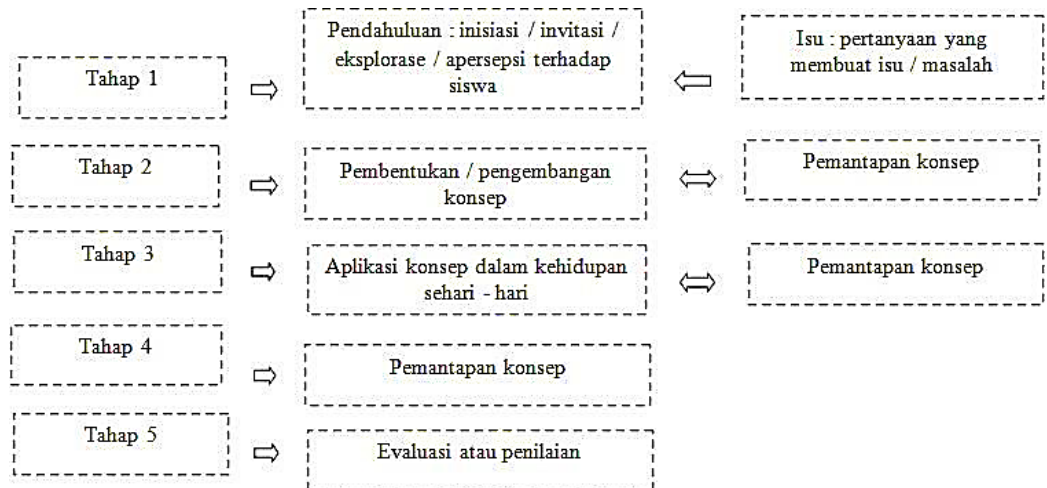 Tahap 1
Pendahuluan : inisiasi / invitasi /
eksplorase / apersepsi terhadap
siswa
Isu : pertanyaan yang
membuat isu / masalah
Tahap 2
Pembentukan / pengembangan
konsep
Pemantapan konsep
Tahap 3
Aplikasi konsep dalam kehidupan
sehari - hari
Pemantapan konsep
Tahap 4
Pemantapan konsep
Tahap 5
Evaluasi atau penilaian